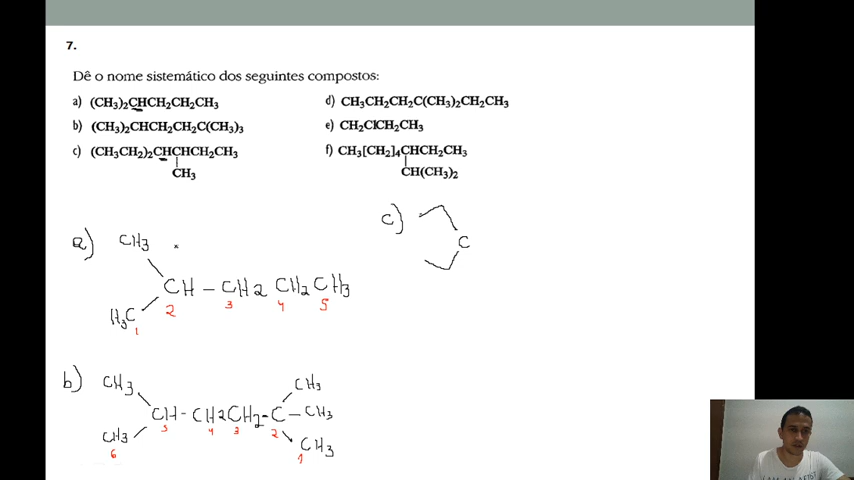 7.
Dê o nome sistemático dos seguintes compostos:
a) (CH₃)₂CHCH₂CH₂CH₃
b) (CH₃)₂CHCH₂CH₂C(CH₃)₃
c) (CH₃CH₂)₂CHCHCH₂CH₃
CH₃
d) CH₃CH₂CH₂C(CH₃)₂CH₂CH₃
e) CH₂ClCH₂CH₃
f) CH₃[CH₂]₄CHCH₂CH₃
CH(CH₃)₂
a) CH3
CH - CH2 CH2 CH3
H3C
1 2 3 4 5
b) CH3 CH3
CH - CH2 CH2 - C - CH3
CH3 CH3
6 5 4 3 2 1
c)
C